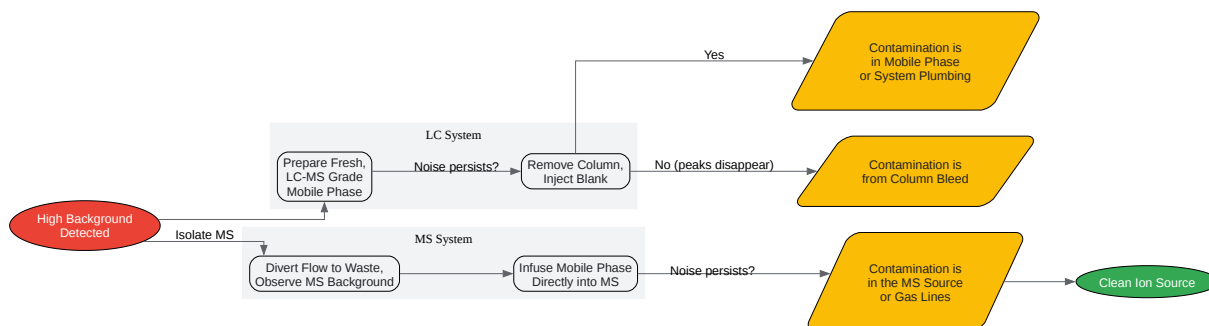 Contamination is
in Mobile Phase
or System Plumbing
Yes
LC System
Prepare Fresh,
LC-MS Grade
Mobile Phase
Noise persists?
Remove Column,
Inject Blank
No (peaks disappear)
Contamination is
from Column Bleed
High Background
Detected
Isolate MS
MS System
Divert Flow to Waste,
Observe MS Background
Infuse Mobile Phase
Directly into MS
Noise persists?
Contamination is
in the MS Source
or Gas Lines
Clean Ion Source